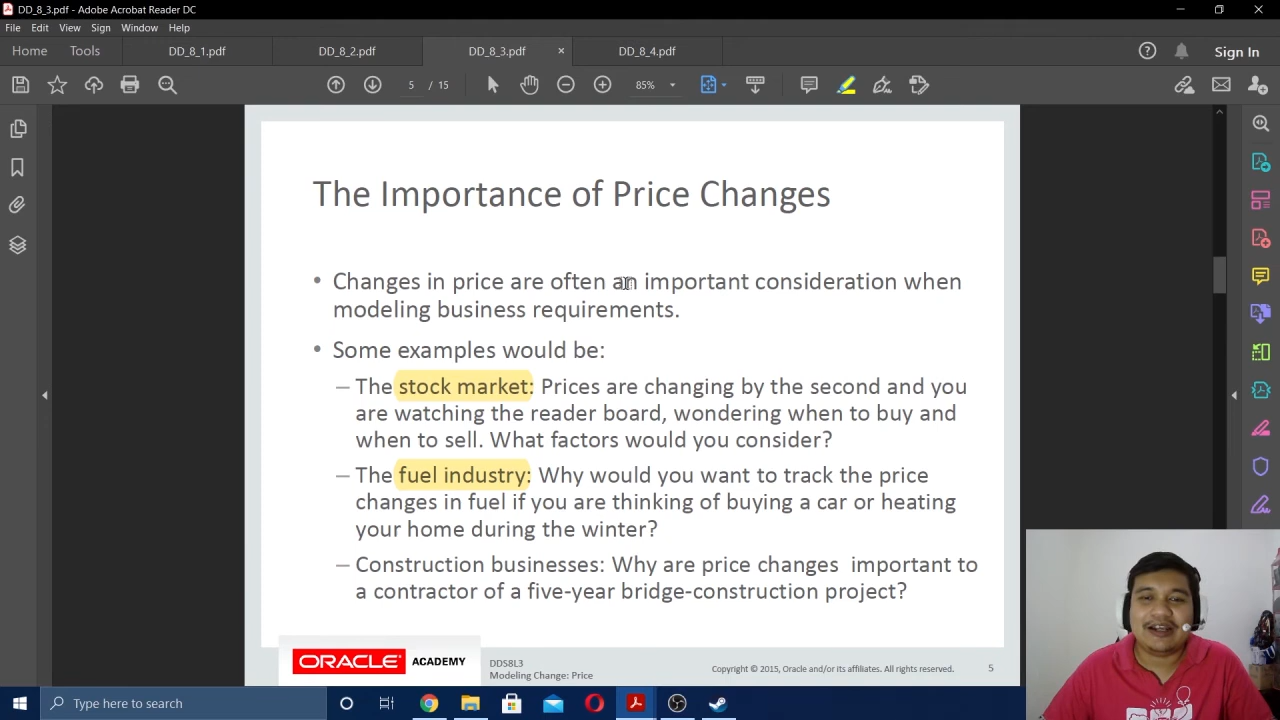 DD_8_3.pdf - Adobe Acrobat Reader DC
File Edit View Sign Window Help
Home Tools DD_8_1.pdf DD_8_2.pdf DD_8_3.pdf × DD_8_4.pdf Sign In
5 / 15 85%
The Importance of Price Changes
• Changes in price are often an important consideration when
modeling business requirements.
• Some examples would be:
– The stock market: Prices are changing by the second and you
are watching the reader board, wondering when to buy and
when to sell. What factors would you consider?
– The fuel industry: Why would you want to track the price
changes in fuel if you are thinking of buying a car or heating
your home during the winter?
– Construction businesses: Why are price changes important to
a contractor of a five-year bridge-construction project?
ORACLE ACADEMY
DDS8L3
Modeling Change: Price
Copyright © 2015, Oracle and/or its affiliates. All rights reserved.
5
Type here to search